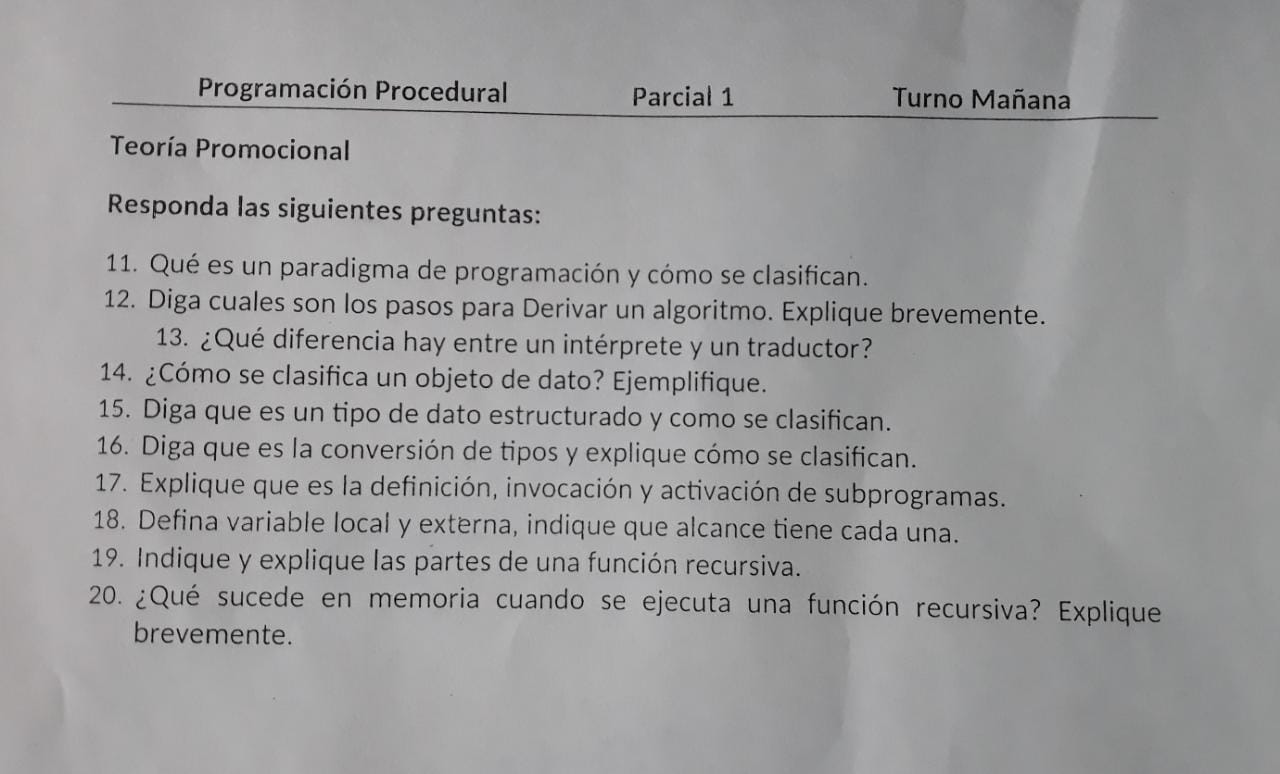 Programación Procedural Parcial 1 Turno Mañana
Teoría Promocional
Responda las siguientes preguntas:
11. Qué es un paradigma de programación y cómo se clasifican.
12. Diga cuales son los pasos para Derivar un algoritmo. Explique brevemente.
13. ¿Qué diferencia hay entre un intérprete y un traductor?
14. ¿Cómo se clasifica un objeto de dato? Ejemplifique.
15. Diga que es un tipo de dato estructurado y como se clasifican.
16. Diga que es la conversión de tipos y explique cómo se clasifican.
17. Explique que es la definición, invocación y activación de subprogramas.
18. Defina variable local y externa, indique que alcance tiene cada una.
19. Indique y explique las partes de una función recursiva.
20. ¿Qué sucede en memoria cuando se ejecuta una función recursiva? Explique
brevemente.